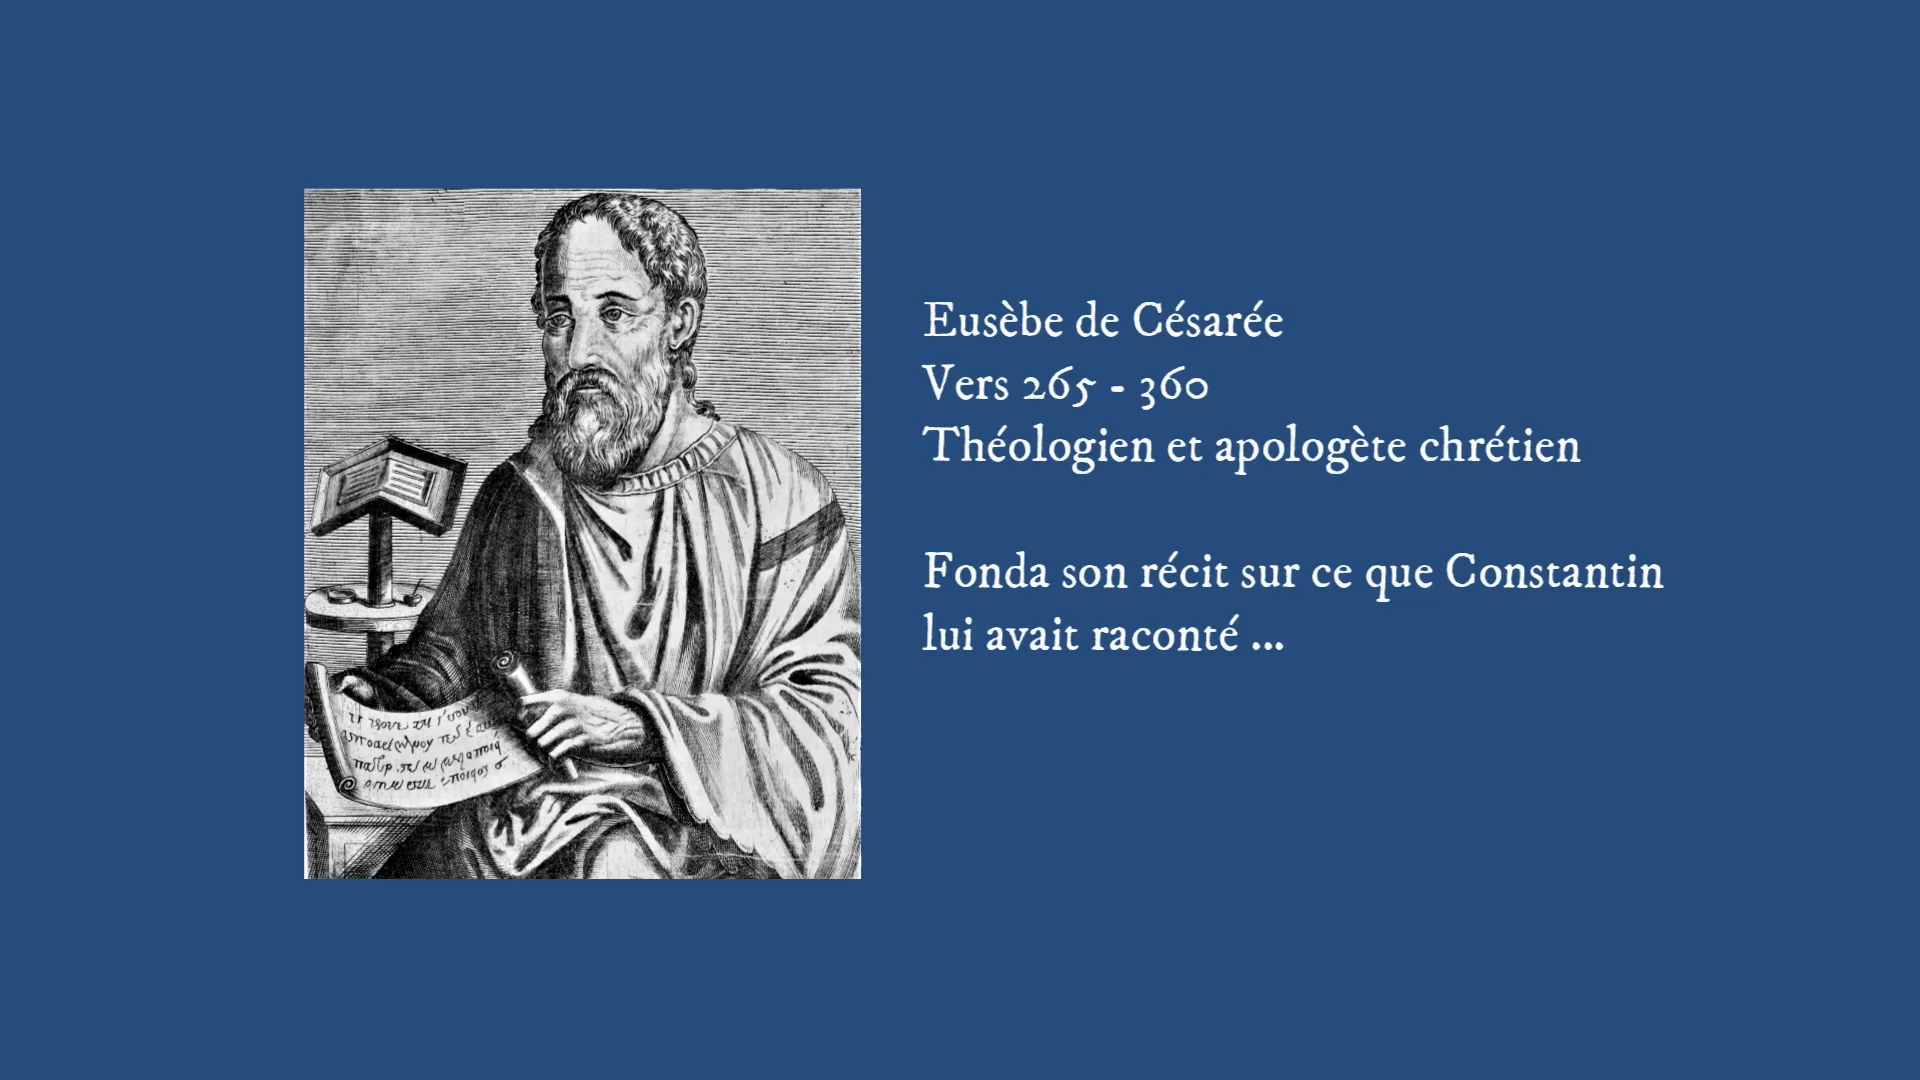 Eusèbe de Césarée
Vers 265 - 360
Théologien et apologète chrétien
Fonda son récit sur ce que Constantin
lui avait raconté ...